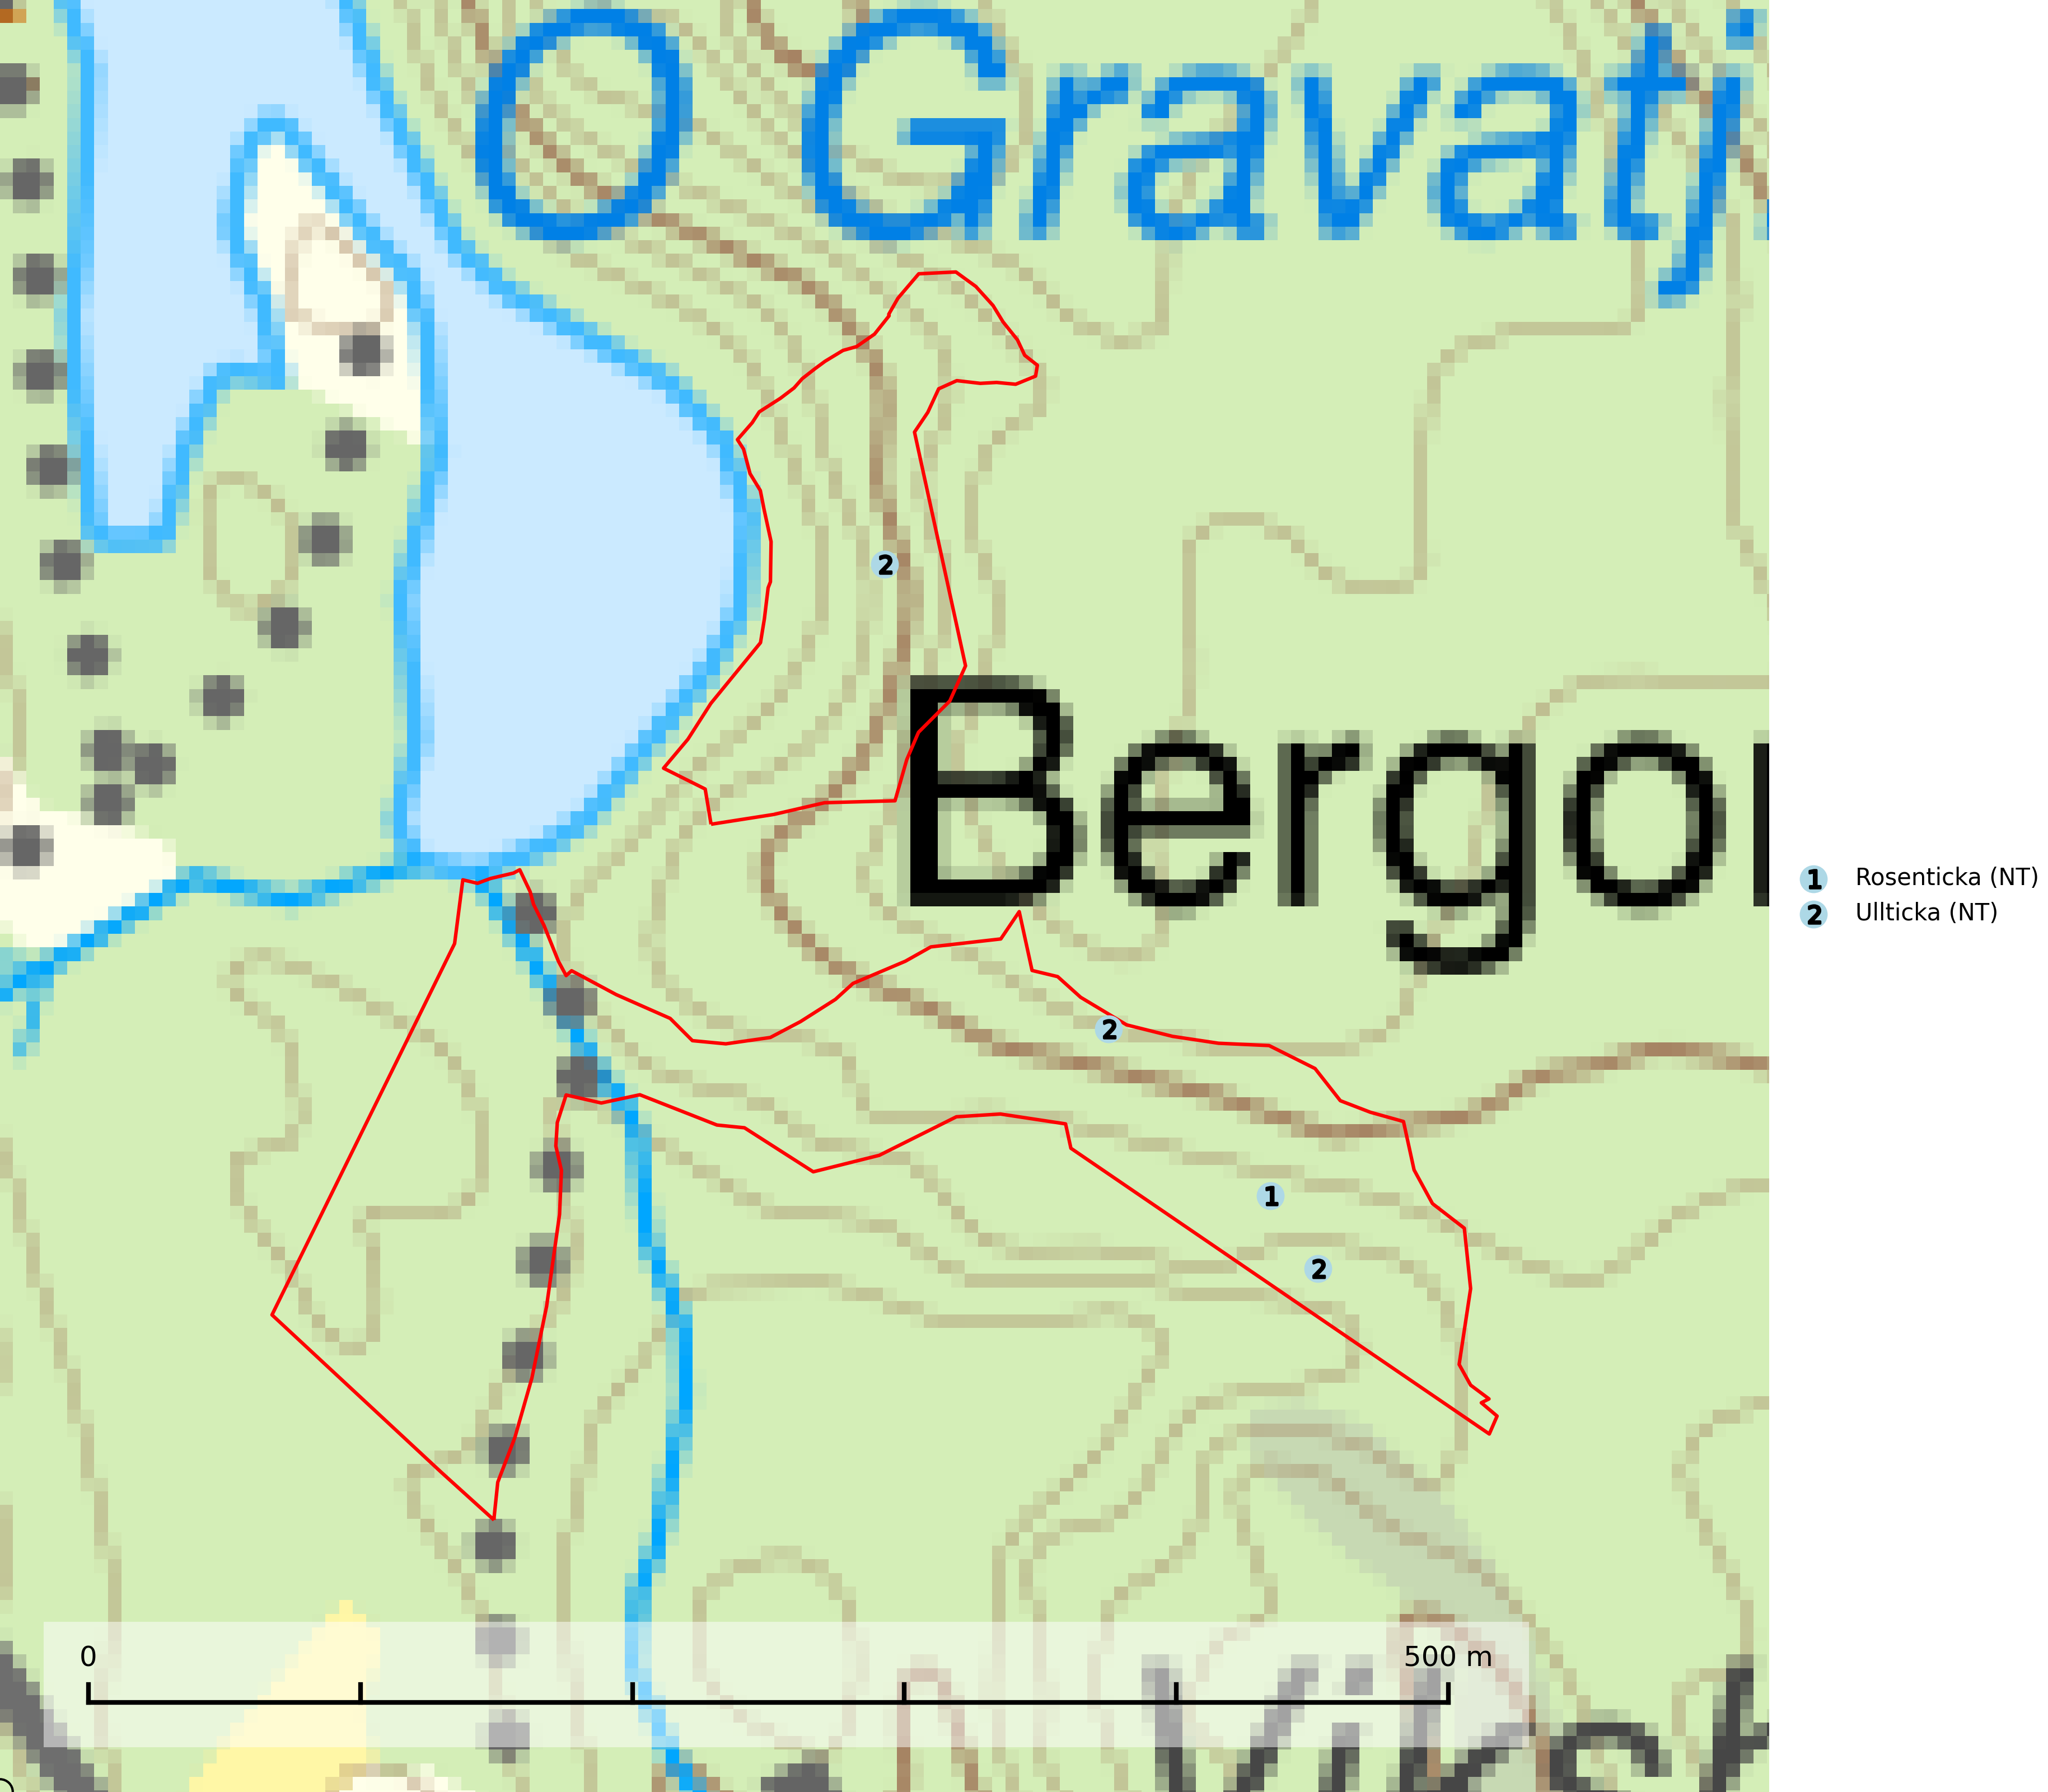 O Gravatj
2
Bergo
2
1
2
1 Rosenticka (NT)
2 Ullticka (NT)
0 500 m